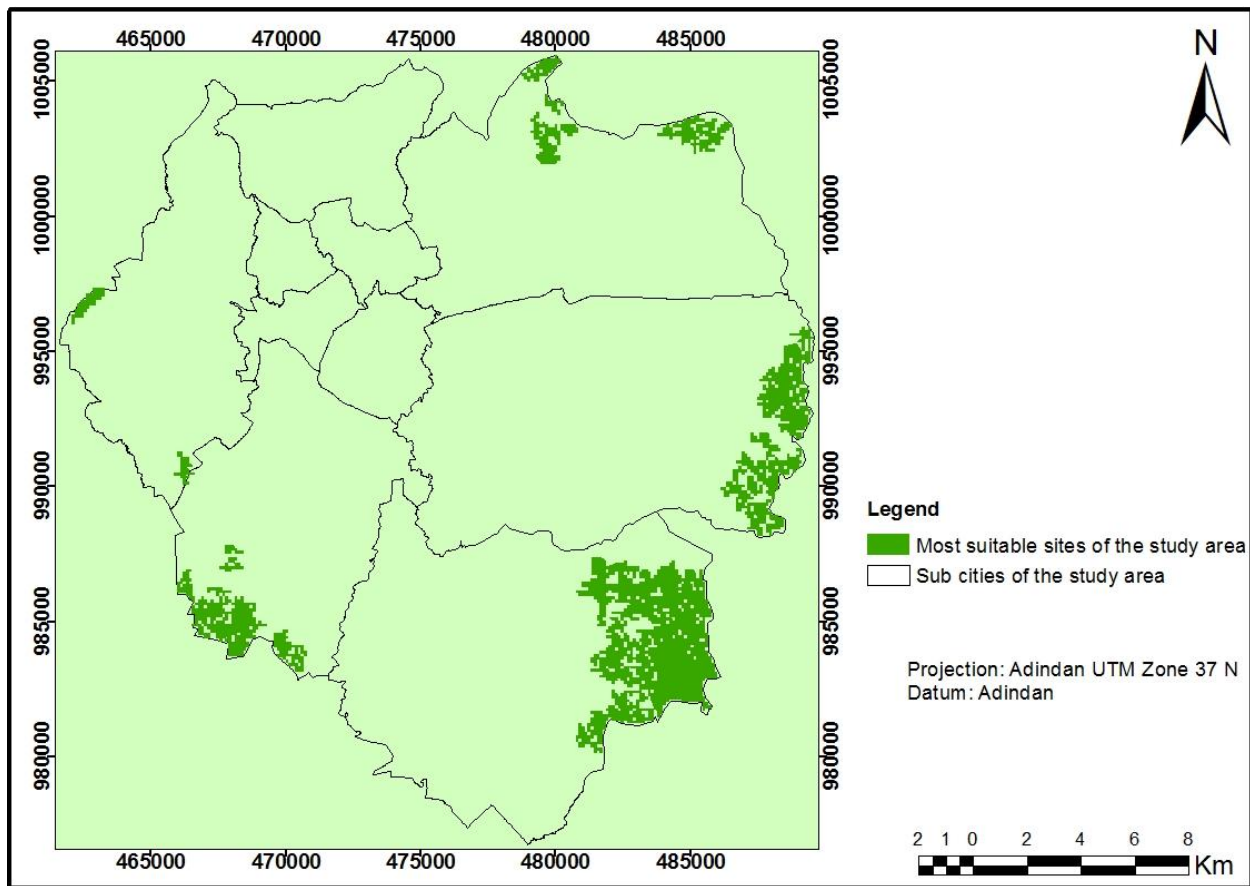 465000 470000 475000 480000 485000
N
1005000 1005000
1000000 1000000
995000 995000
990000 990000
985000 985000
980000 980000
465000 470000 475000 480000 485000
Legend
Most suitable sites of the study area
Sub cities of the study area
Projection: Adindan UTM Zone 37 N
Datum: Adindan
2 1 0 2 4 6 8
Km